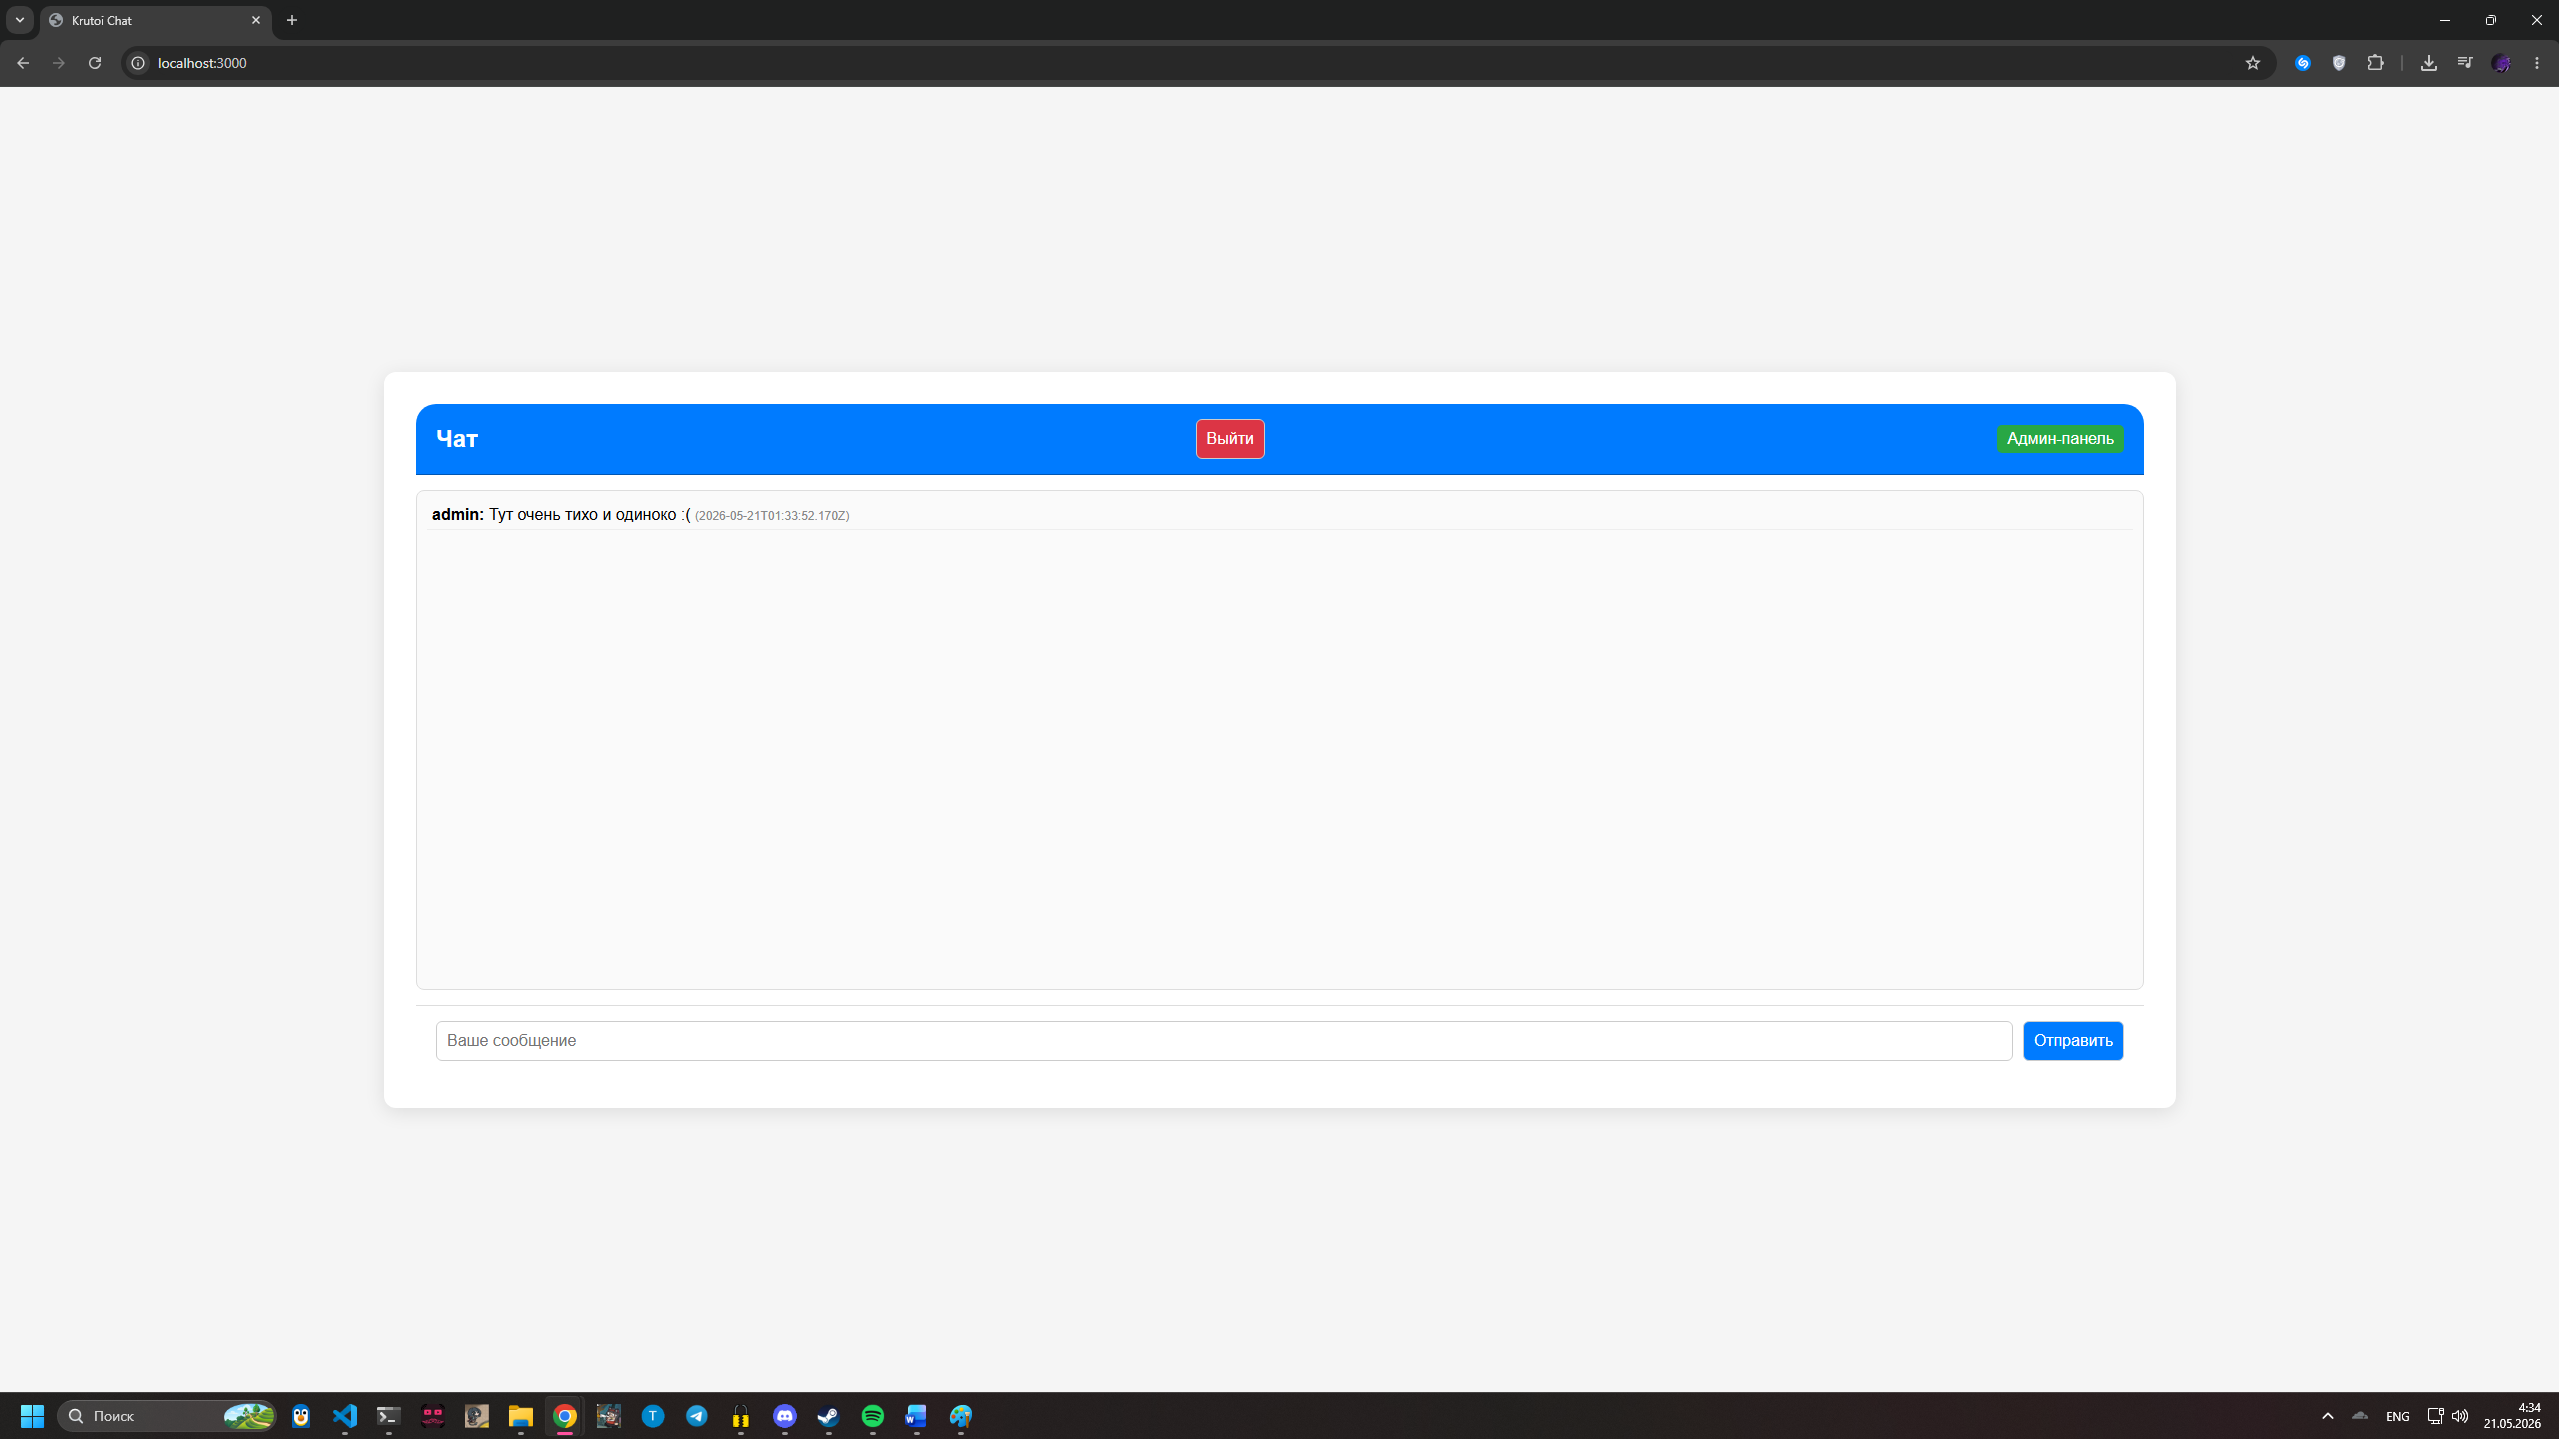 Krutoi Chat
localhost:3000
Чат
Выйти
Админ-панель
admin: Тут очень тихо и одиноко :( (2026-05-21T01:33:52.170Z)
Ваше сообщение
Отправить
Поиск
T
ENG
4:34
21.05.2026